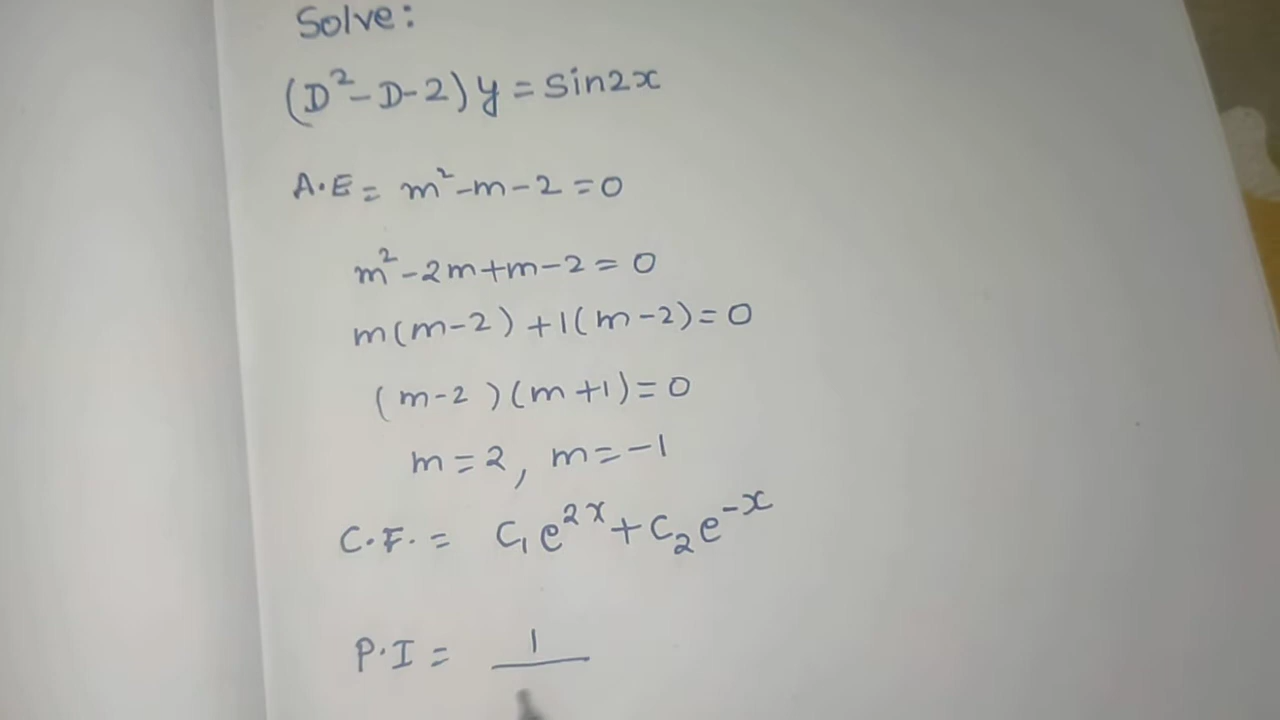 Solve:
(D²-D-2)y = sin2x
A.E = m²-m-2=0
m²-2m+m-2=0
m(m-2)+1(m-2)=0
(m-2)(m+1)=0
m=2, m=-1
C.F. = C₁e²ˣ+C₂e⁻ˣ
P.I = 1/